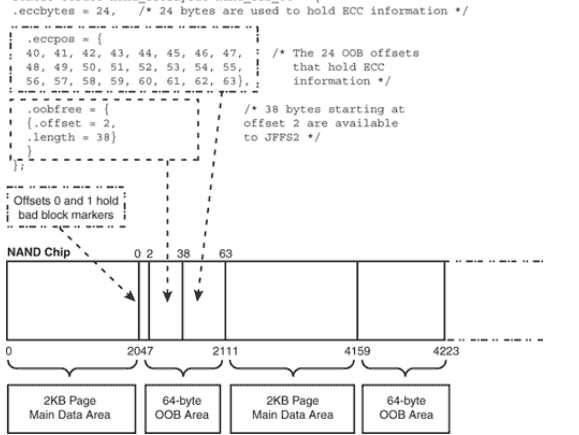 .eccbytes = 24,   /* 24 bytes are used to hold ECC information */
.eccpos = {
40, 41, 42, 43, 44, 45, 46, 47,   /* The 24 OOB offsets
48, 49, 50, 51, 52, 53, 54, 55,   that hold ECC
56, 57, 58, 59, 60, 61, 62, 63},   information */
.oobfree = {   /* 38 bytes starting at
{.offset = 2,   offset 2 are available
.length = 38}   to JFFS2 */
}
};
Offsets 0 and 1 hold
bad block markers
NAND Chip   0 2   38   63
0   2047   2111   4159   4223
2KB Page   64-byte   2KB Page   64-byte
Main Data Area   OOB Area   Main Data Area   OOB Area